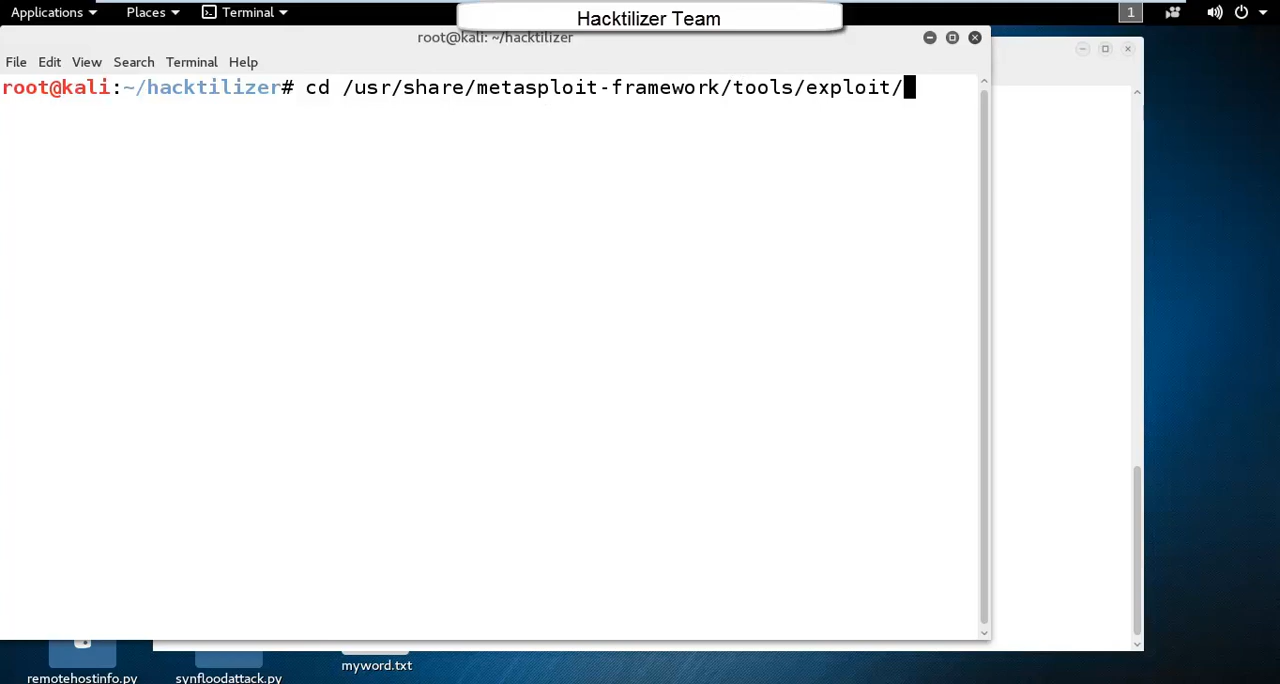 Applications Places Terminal 1
Hacktilizer Team
root@kali: ~/hacktilizer
File Edit View Search Terminal Help
root@kali:~/hacktilizer# cd /usr/share/metasploit-framework/tools/exploit/
remotehostinfo.py synfloodattack.py myword.txt